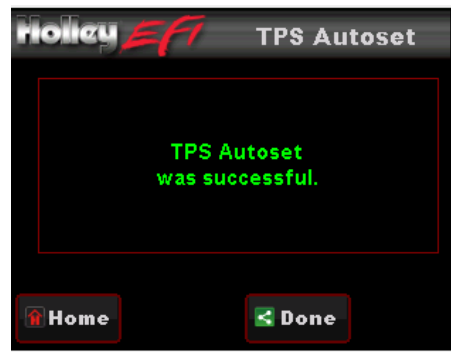 Holley EFI TPS Autoset
TPS Autoset
was successful.
Home Done